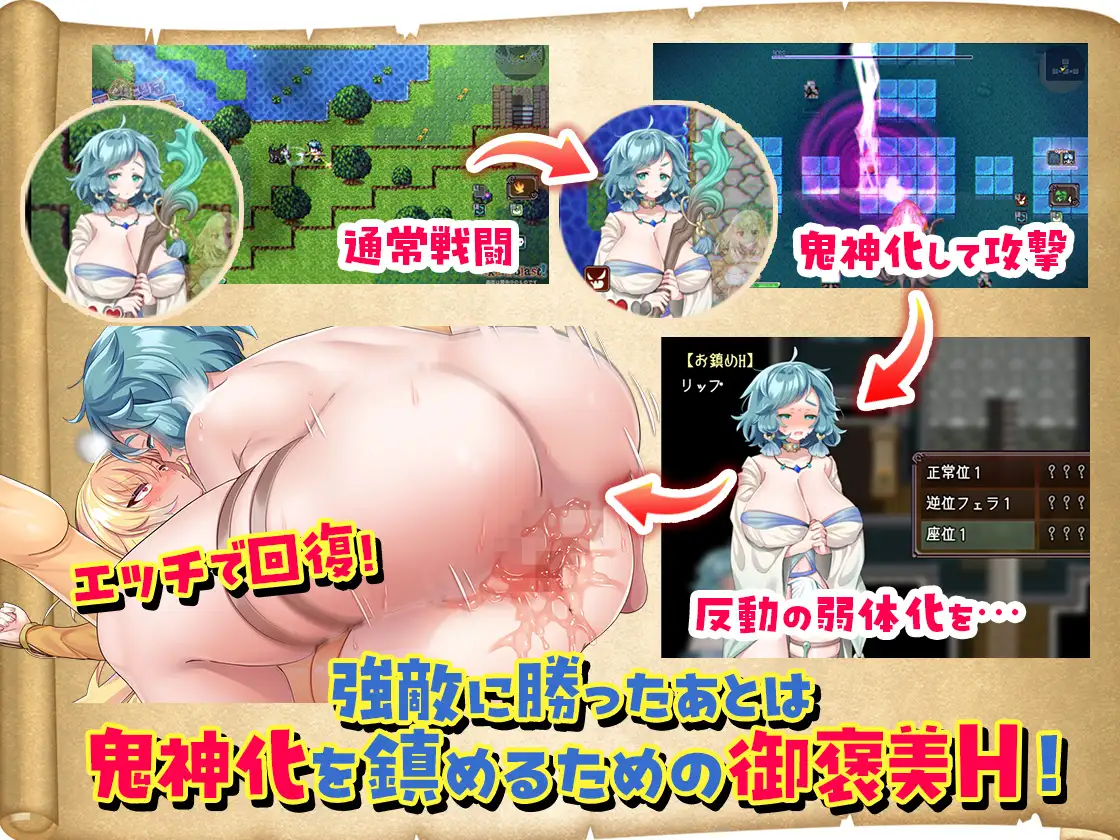 通常戦闘
鬼神化して攻撃
【お鎮めH】
リップ
正常位1 ???
逆位フェラ1 ???
座位1 ???
エッチで回復!
反動の弱体化を…
強敵に勝ったあとは
鬼神化を鎮めるための御褒美H!